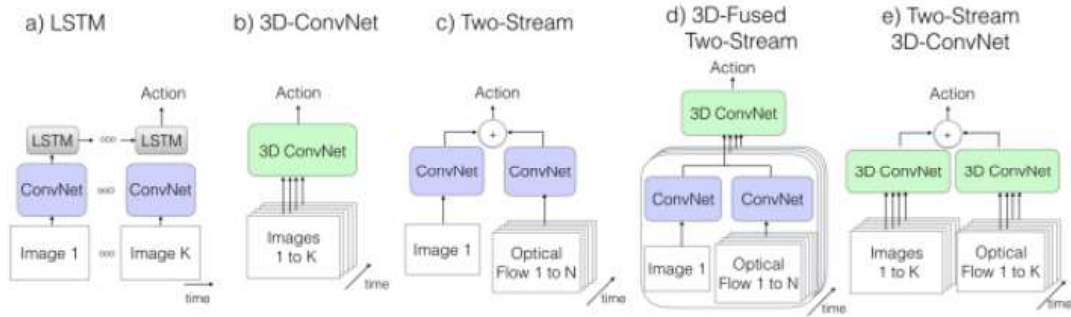 a) LSTM
Action
LSTM
LSTM
ConvNet
ConvNet
Image 1
Image K
time
b) 3D-ConvNet
Action
3D ConvNet
Images
1 to K
time
c) Two-Stream
Action
+
ConvNet
ConvNet
Image 1
Optical
Flow 1 to N
time
d) 3D-Fused
Two-Stream
Action
3D ConvNet
ConvNet
ConvNet
Image 1
Optical
Flow 1 to N
time
e) Two-Stream
3D-ConvNet
Action
+
3D ConvNet
3D ConvNet
Images
1 to K
Optical
Flow 1 to K
time